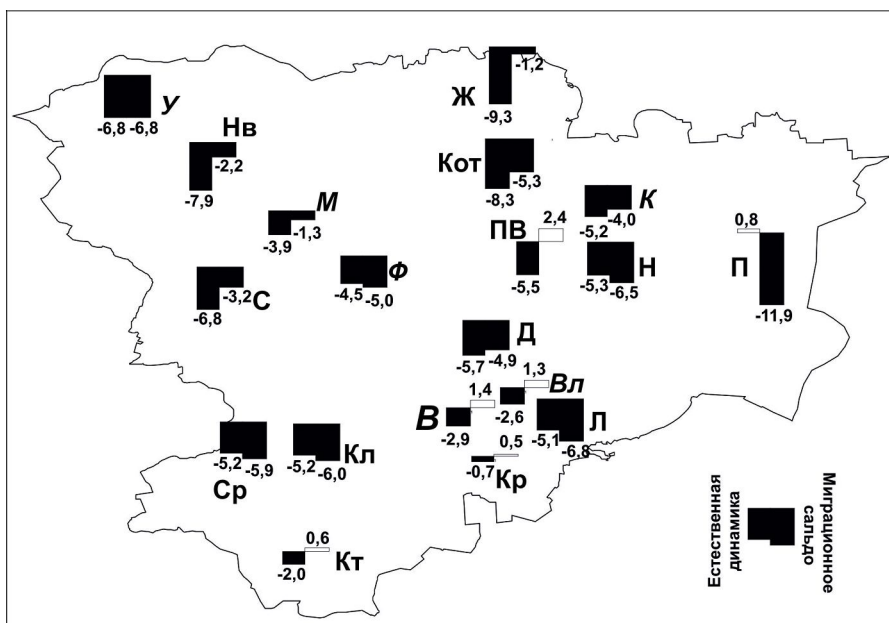 -1,2
Ж
-9,3
У
-6,8 -6,8
Нв
-2,2
-7,9
Кот
-5,3
-8,3
М
-1,3
-3,9
К
-4,0
-5,2
ПВ
2,4
-5,5
0,8
П
-11,9
Ф
-4,5
-5,0
Н
-5,3
-6,5
С
-3,2
-6,8
Д
-5,7
-4,9
1,3
Вл
-2,6
1,4
В
-2,9
Л
-5,1
-6,8
0,5
-0,7
Кр
-5,2
-5,9
Ср
Кл
-5,2
-6,0
0,6
Кт
-2,0
Естественная
динамика
Миграционное
сальдо